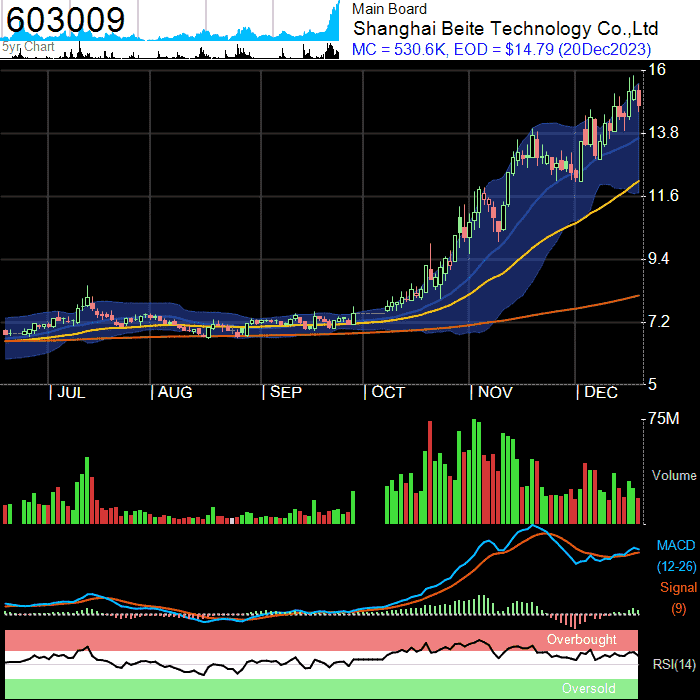 603009
5yr Chart
Main Board
Shanghai Beite Technology Co.,Ltd
MC = 530.6K, EOD = $14.79 (20Dec2023)
16
13.8
11.6
9.4
7.2
5
JUL
AUG
SEP
OCT
NOV
DEC
75M
Volume
MACD
(12-26)
Signal
(9)
Overbought
RSI(14)
Oversold